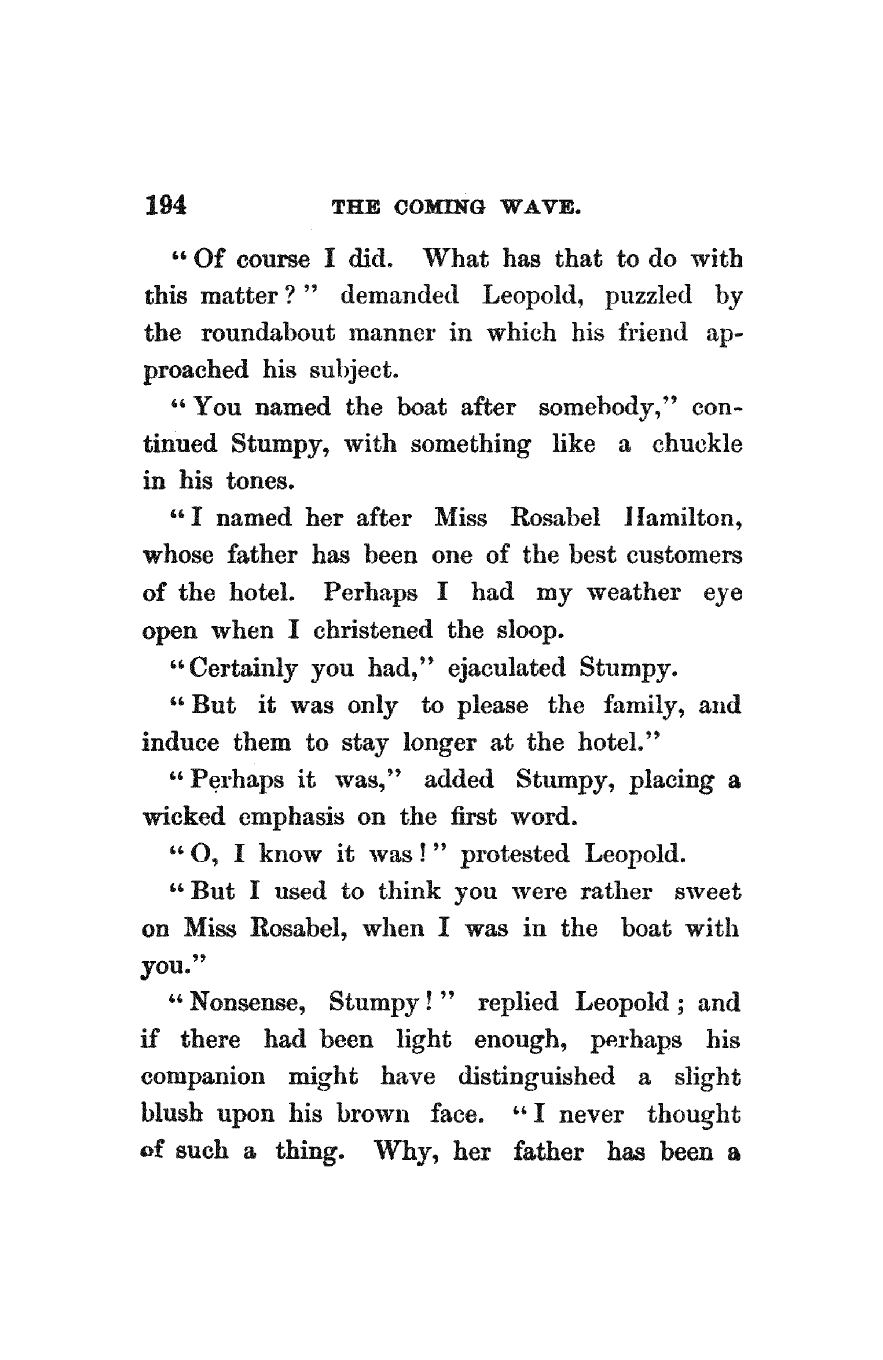 194 THE COMING WAVE.
“ Of course I did. What has that to do with
this matter ? ” demanded Leopold, puzzled by
the roundabout manner in which his friend ap-
proached his subject.
“ You named the boat after somebody,” con-
tinued Stumpy, with something like a chuckle
in his tones.
“ I named her after Miss Rosabel Hamilton,
whose father has been one of the best customers
of the hotel. Perhaps I had my weather eye
open when I christened the sloop.
“ Certainly you had,” ejaculated Stumpy.
“ But it was only to please the family, and
induce them to stay longer at the hotel.”
“ Perhaps it was,” added Stumpy, placing a
wicked emphasis on the first word.
“ O, I know it was ! ” protested Leopold.
“ But I used to think you were rather sweet
on Miss Rosabel, when I was in the boat with
you.”
“ Nonsense, Stumpy ! ” replied Leopold ; and
if there had been light enough, perhaps his
companion might have distinguished a slight
blush upon his brown face. “ I never thought
of such a thing. Why, her father has been a